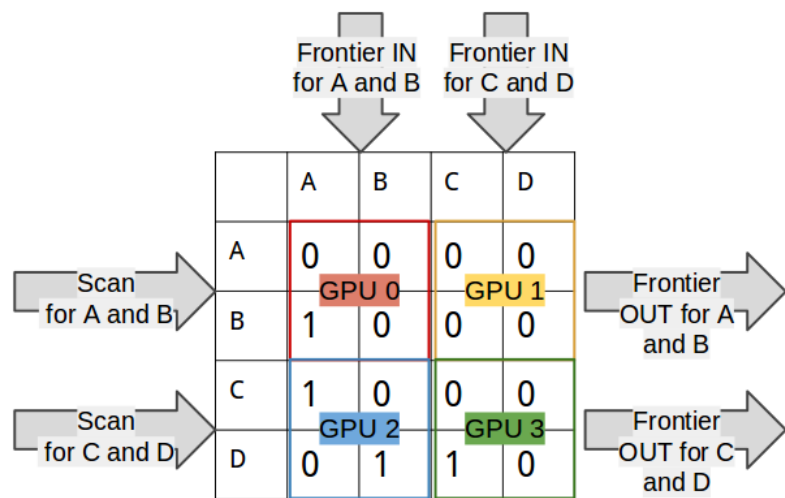 Frontier IN
for A and B
Frontier IN
for C and D
A B C D
A 0 0 0 0
GPU 0 GPU 1
B 1 0 0 0
C 1 0 0 0
GPU 2 GPU 3
D 0 1 1 0
Scan
for A and B
Scan
for C and D
Frontier
OUT for A
and B
Frontier
OUT for C
and D